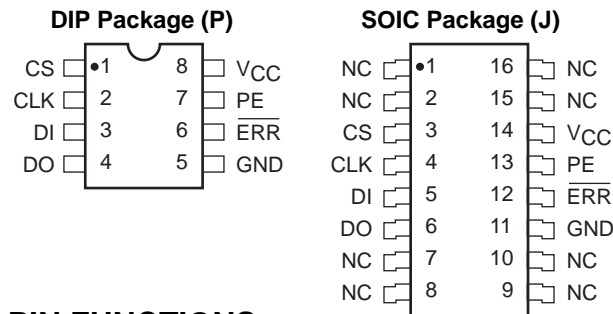 DIP Package (P)
CS 1 8 VCC
CLK 2 7 PE
DI 3 6 ERR
DO 4 5 GND
SOIC Package (J)
NC 1 16 NC
NC 2 15 NC
CS 3 14 VCC
CLK 4 13 PE
DI 5 12 ERR
DO 6 11 GND
NC 7 10 NC
NC 8 9 NC
PIN FUNCTIONS